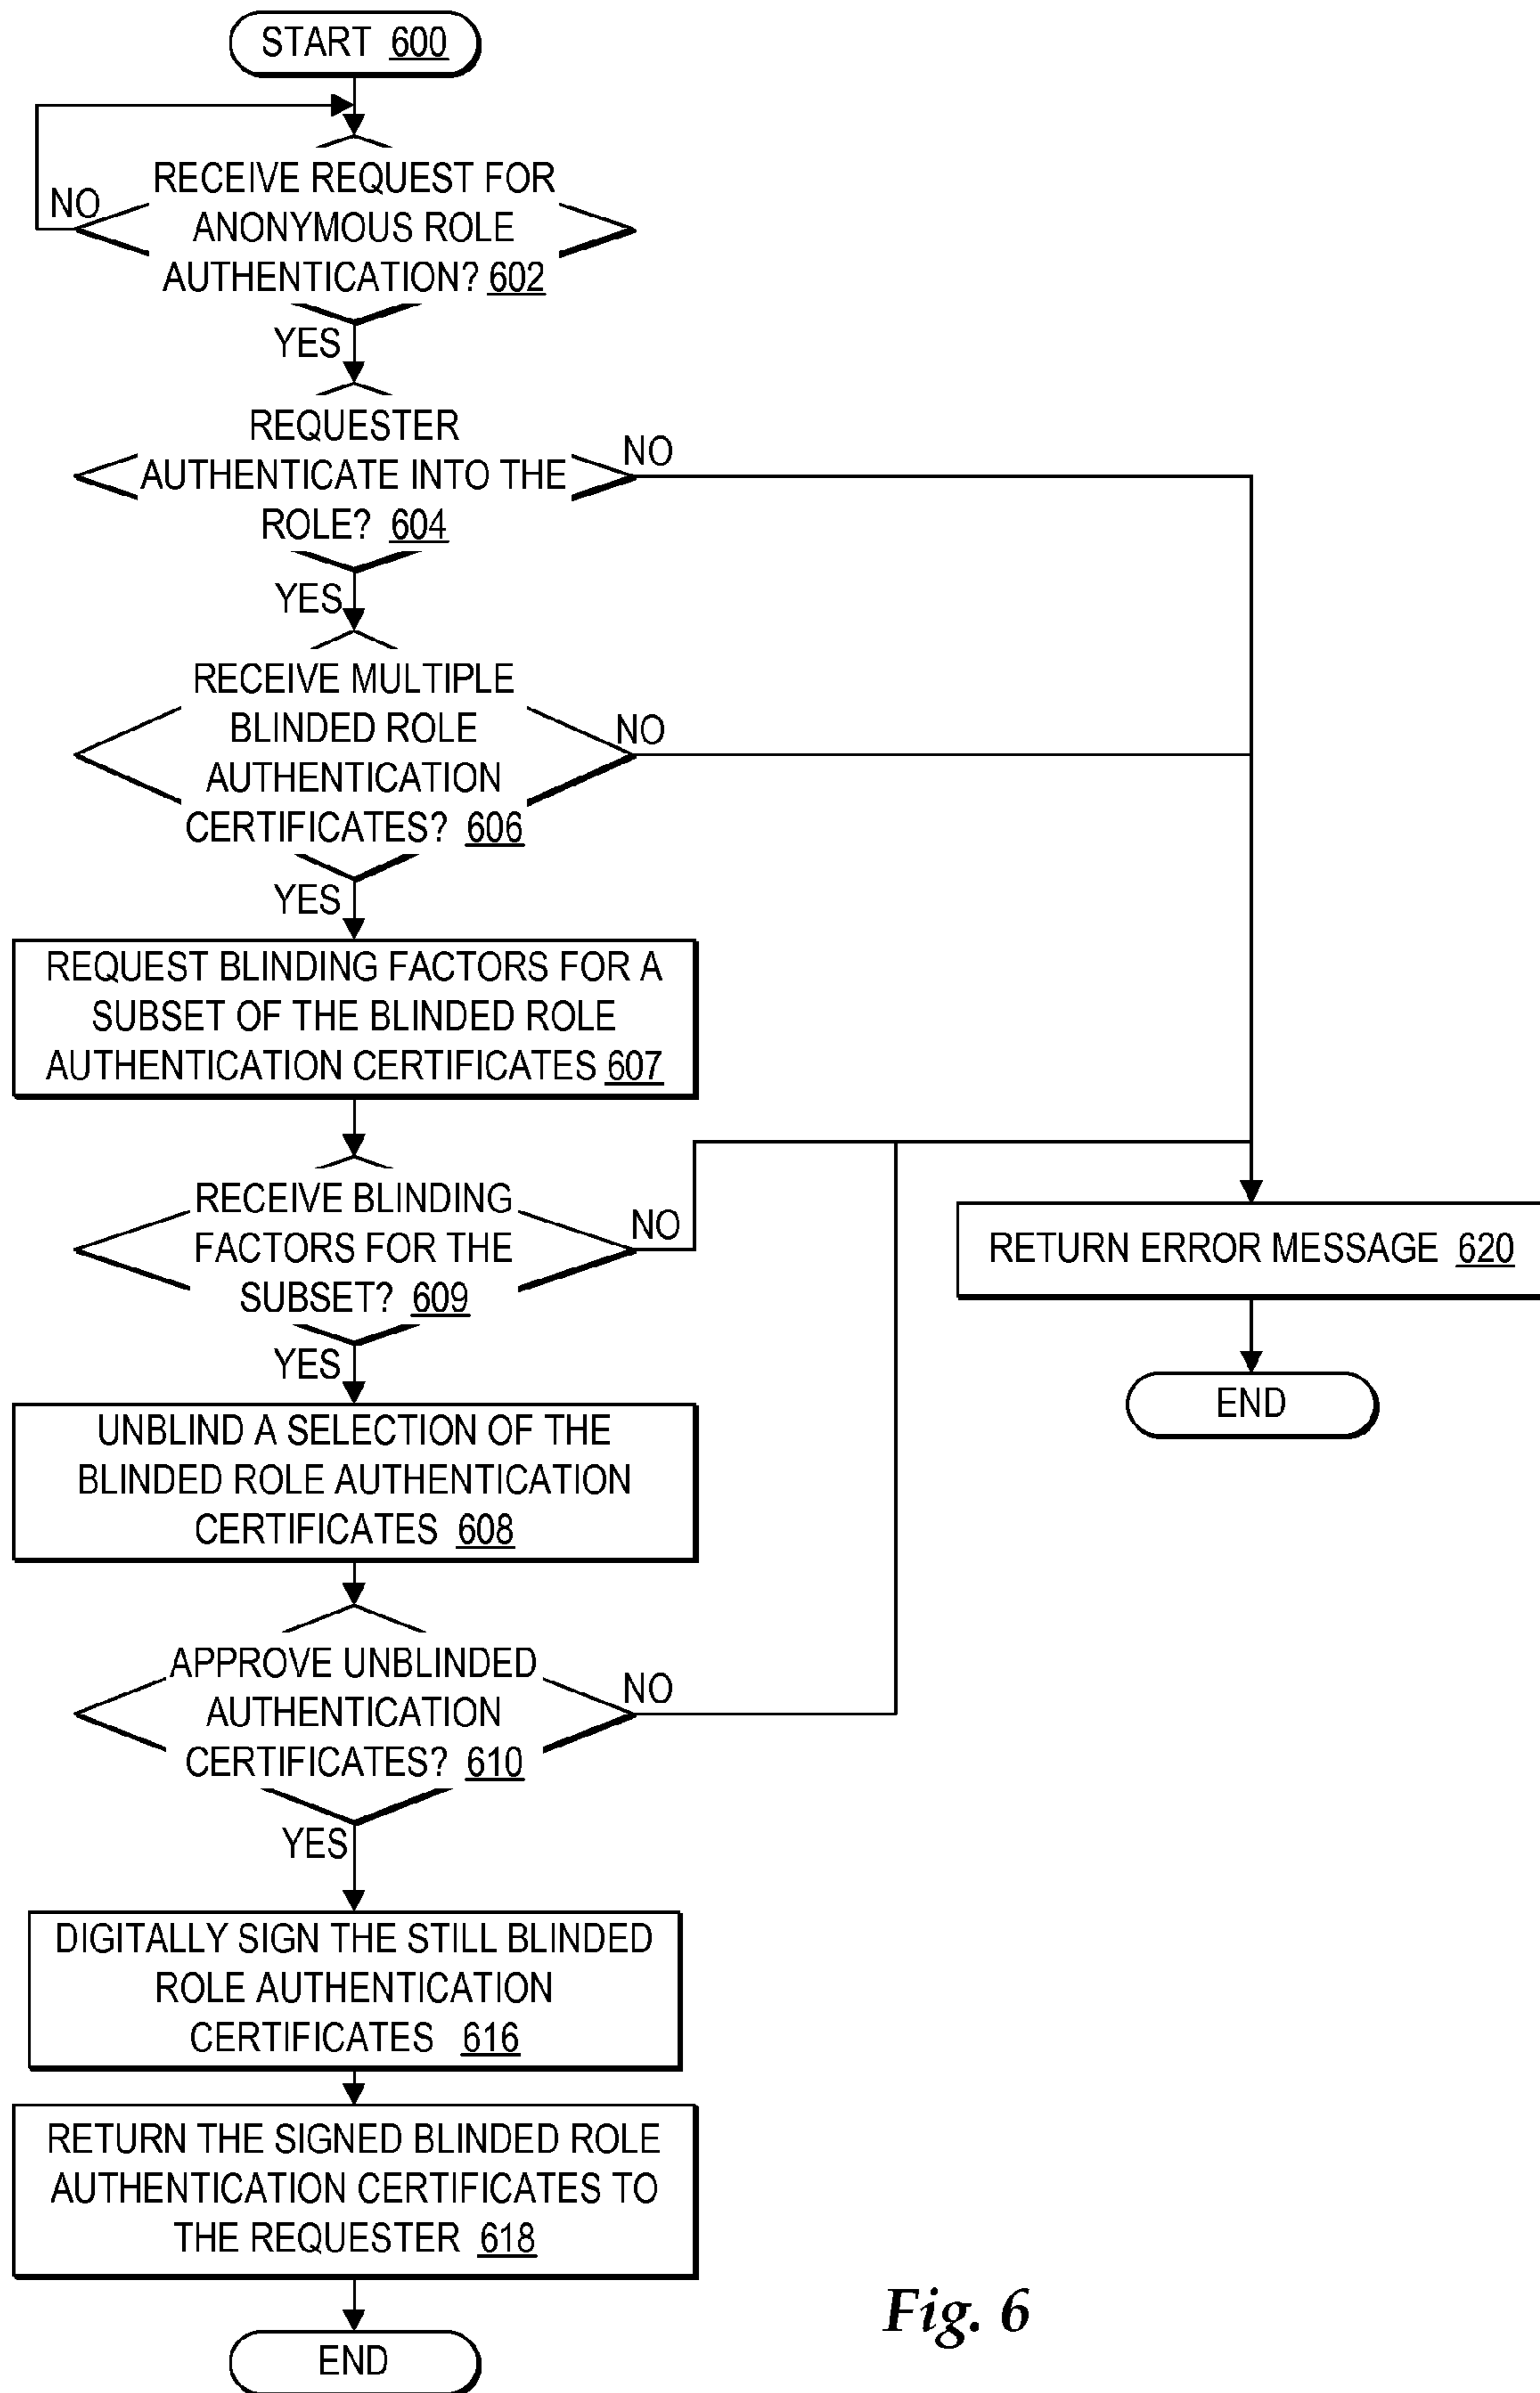 START 600
NO
RECEIVE REQUEST FOR
ANONYMOUS ROLE
AUTHENTICATION? 602
YES
REQUESTER
AUTHENTICATE INTO THE
ROLE? 604
NO
YES
RECEIVE MULTIPLE
BLINDED ROLE
AUTHENTICATION
CERTIFICATES? 606
NO
YES
REQUEST BLINDING FACTORS FOR A
SUBSET OF THE BLINDED ROLE
AUTHENTICATION CERTIFICATES 607
RECEIVE BLINDING
FACTORS FOR THE
SUBSET? 609
NO
RETURN ERROR MESSAGE 620
END
YES
UNBLIND A SELECTION OF THE
BLINDED ROLE AUTHENTICATION
CERTIFICATES 608
APPROVE UNBLINDED
AUTHENTICATION
CERTIFICATES? 610
NO
YES
DIGITALLY SIGN THE STILL BLINDED
ROLE AUTHENTICATION
CERTIFICATES 616
RETURN THE SIGNED BLINDED ROLE
AUTHENTICATION CERTIFICATES TO
THE REQUESTER 618
END
Fig. 6